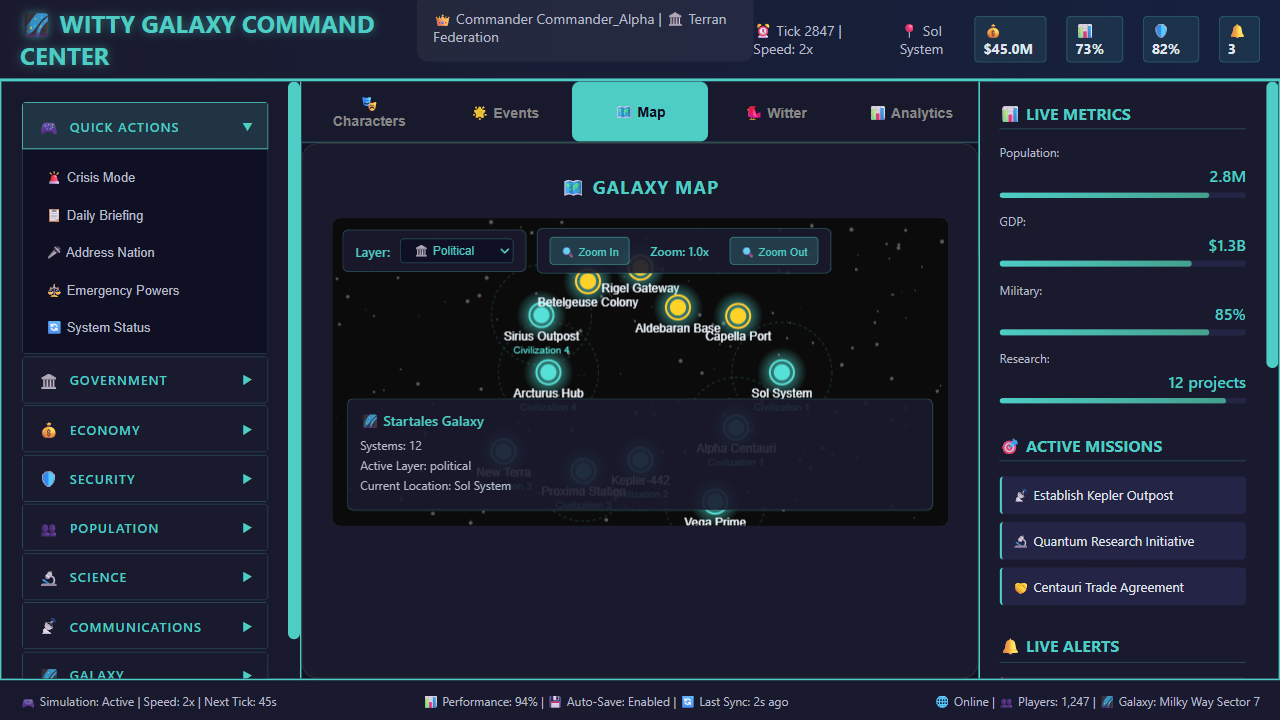 WITTY GALAXY COMMAND
CENTER
Commander Commander_Alpha | Terran
Federation
Tick 2847 |
Speed: 2x
Sol
System
$45.0M
73%
82%
3
QUICK ACTIONS ▼
Crisis Mode
Daily Briefing
Address Nation
Emergency Powers
System Status
GOVERNMENT ▶
ECONOMY ▶
SECURITY ▶
POPULATION ▶
SCIENCE ▶
COMMUNICATIONS ▶
GALAXY ▶
Characters
Events
Map
Witter
Analytics
GALAXY MAP
Layer: Political
Zoom In
Zoom: 1.0x
Zoom Out
Rigel Gateway
Betelgeuse Colony
Aldebaran Base
Capella Port
Sirius Outpost
Civilization 4
Arcturus Hub
Civilization 4
Sol System
Civilization 1
Startales Galaxy
Systems: 12
Active Layer: political
Current Location: Sol System
Alpha Centauri
Civilization 1
New Terra
Kepler-442
Civilization 2
Proxima Station
Civilization 3
Vega Prime
LIVE METRICS
Population:
2.8M
GDP:
$1.3B
Military:
85%
Research:
12 projects
ACTIVE MISSIONS
Establish Kepler Outpost
Quantum Research Initiative
Centauri Trade Agreement
LIVE ALERTS
Simulation: Active | Speed: 2x | Next Tick: 45s
Performance: 94% | Auto-Save: Enabled | Last Sync: 2s ago
Online | Players: 1,247 | Galaxy: Milky Way Sector 7